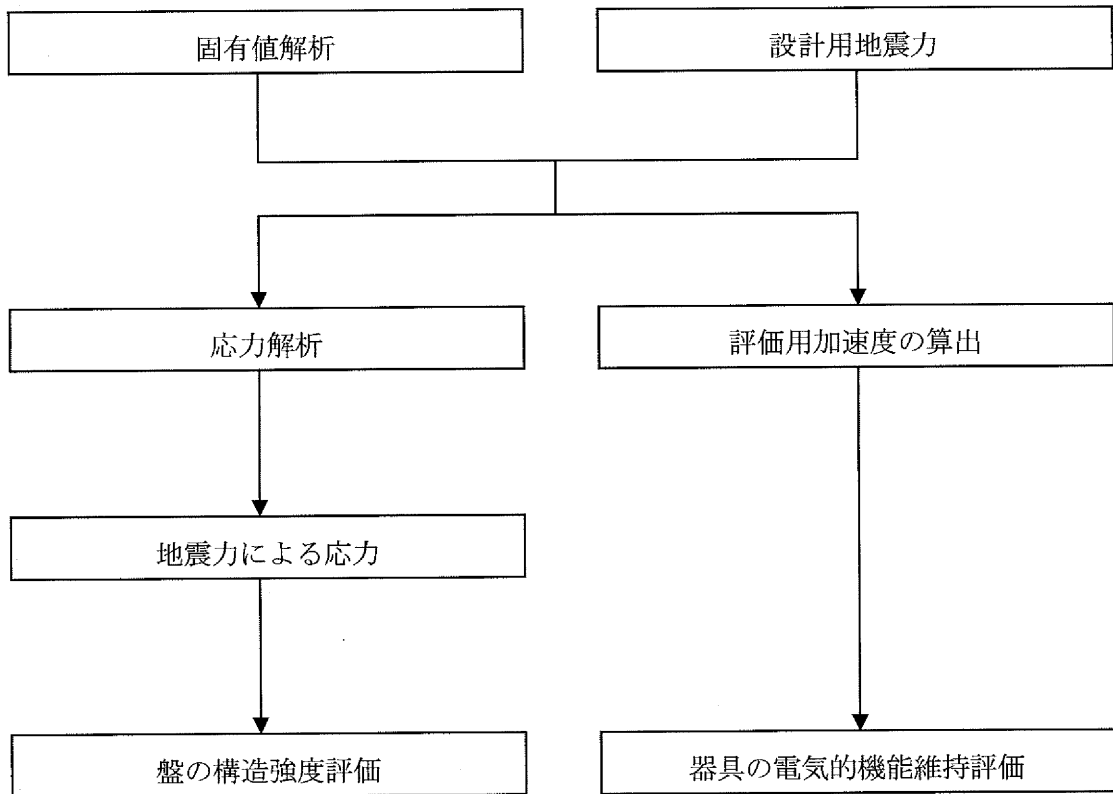 固有値解析
設計用地震力
応力解析
評価用加速度の算出
地震力による応力
盤の構造強度評価
器具の電気的機能維持評価